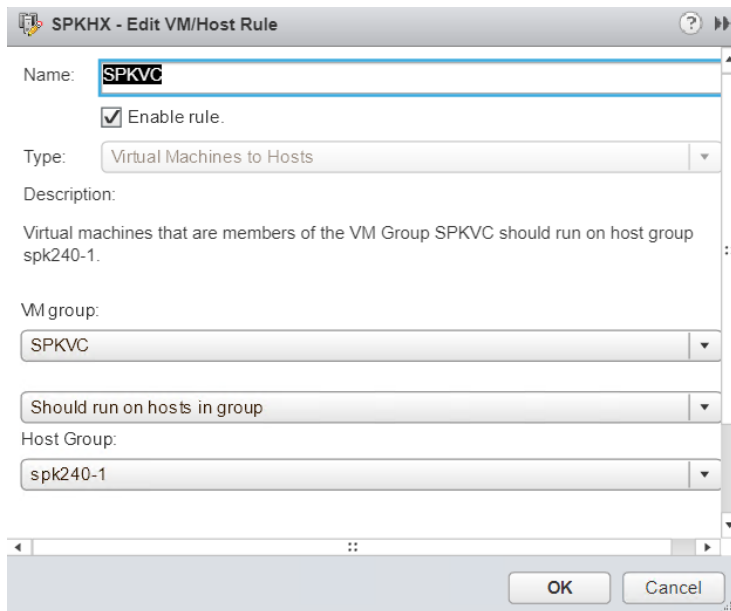 SPKHX - Edit VM/Host Rule
Name: SPKVC
Enable rule.
Type: Virtual Machines to Hosts
Description:
Virtual machines that are members of the VM Group SPKVC should run on host group
spk240-1.
VM group:
SPKVC
Should run on hosts in group
Host Group:
spk240-1
OK Cancel